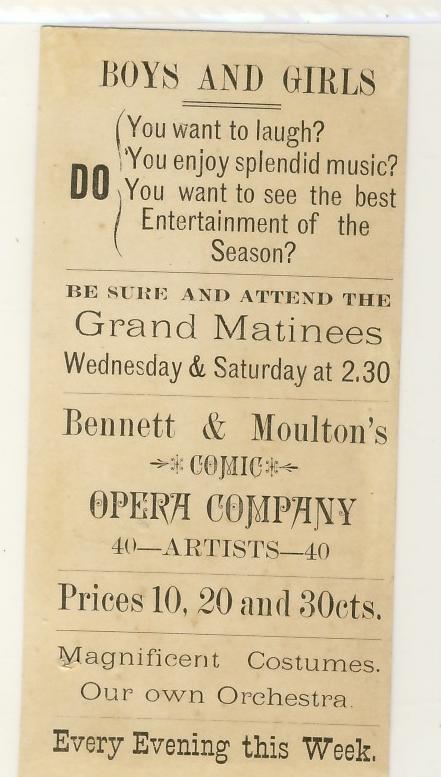 BOYS AND GIRLS
You want to laugh?
You enjoy splendid music?
DO You want to see the best
Entertainment of the
Season?
BE SURE AND ATTEND THE
Grand Matinees
Wednesday & Saturday at 2.30
Bennett & Moulton's
COMIC
OPERA COMPANY
40—ARTISTS—40
Prices 10, 20 and 30cts.
Magnificent Costumes.
Our own Orchestra.
Every Evening this Week.